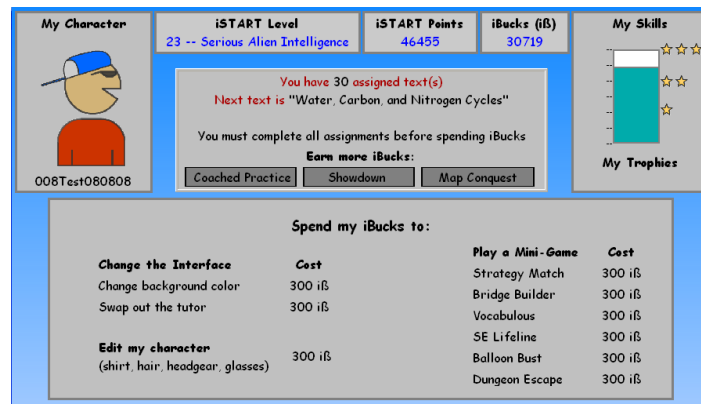 My Character
008Test080808
iSTART Level
23 -- Serious Alien Intelligence
iSTART Points
46455
iBucks (iß)
30719
My Skills
My Trophies
You have 30 assigned text(s)
Next text is "Water, Carbon, and Nitrogen Cycles"
You must complete all assignments before spending iBucks
Earn more iBucks:
Coached Practice
Showdown
Map Conquest
Spend my iBucks to:
Change the Interface Cost
Change background color 300 iß
Swap out the tutor 300 iß
Edit my character 300 iß
(shirt, hair, headgear, glasses)
Play a Mini-Game Cost
Strategy Match 300 iß
Bridge Builder 300 iß
Vocabulous 300 iß
SE Lifeline 300 iß
Balloon Bust 300 iß
Dungeon Escape 300 iß